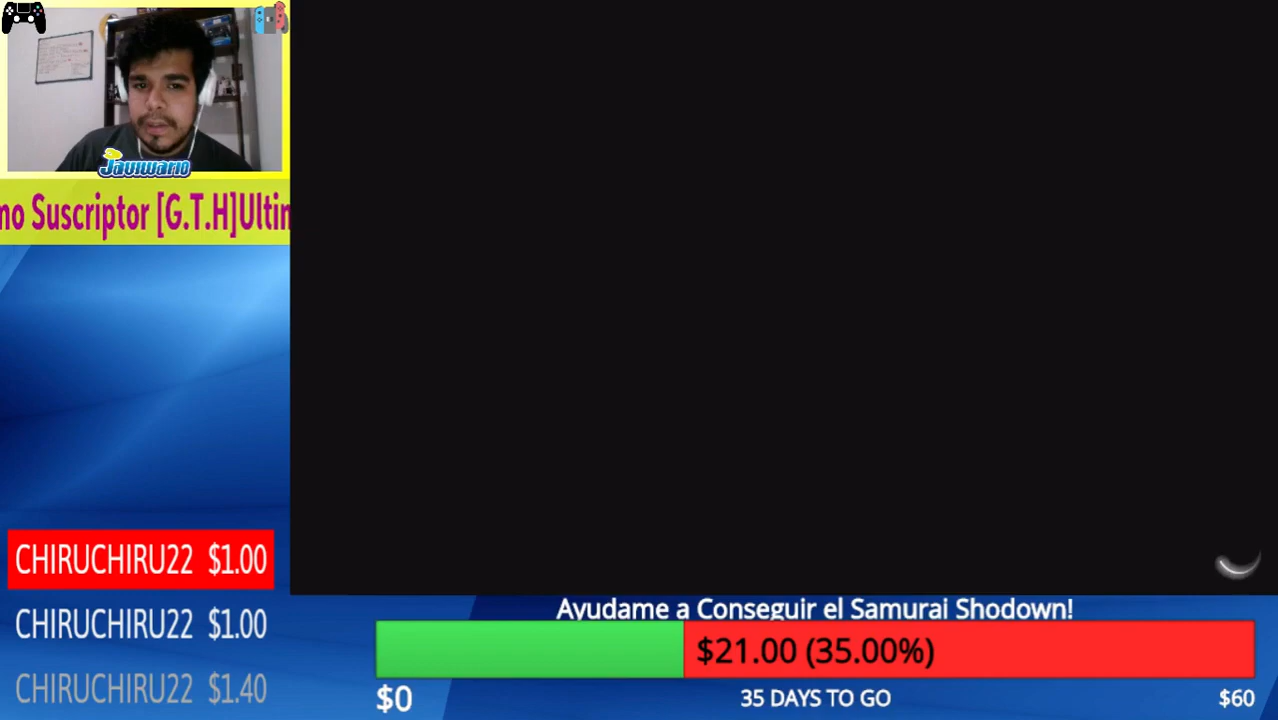 Javiwario
mo Suscriptor [G.T.H]Ultin
CHIRUCHIRU22 $1.00
CHIRUCHIRU22 $1.00
CHIRUCHIRU22 $1.40
Ayudame a Conseguir el Samurai Shodown!
$21.00 (35.00%)
$0
35 DAYS TO GO
$60